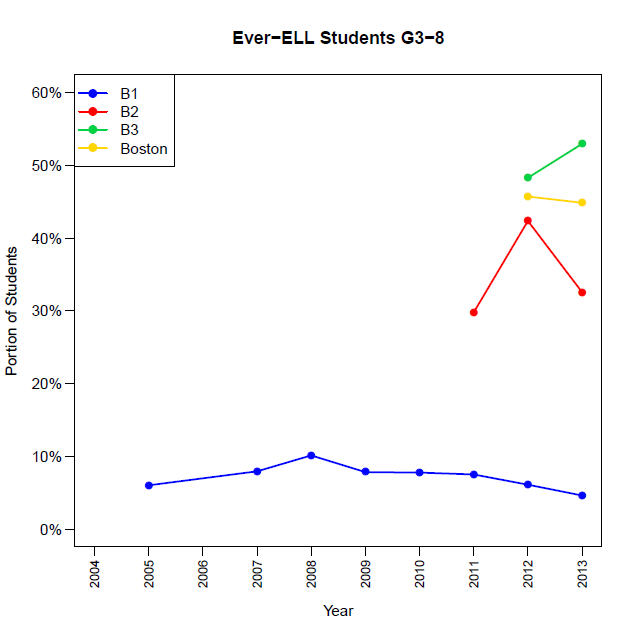 Ever−ELL Students G3−8
B1
B2
B3
Boston
60%
50%
40%
30%
20%
10%
0%
Portion of Students
2004
2005
2006
2007
2008
2009
2010
2011
2012
2013
Year